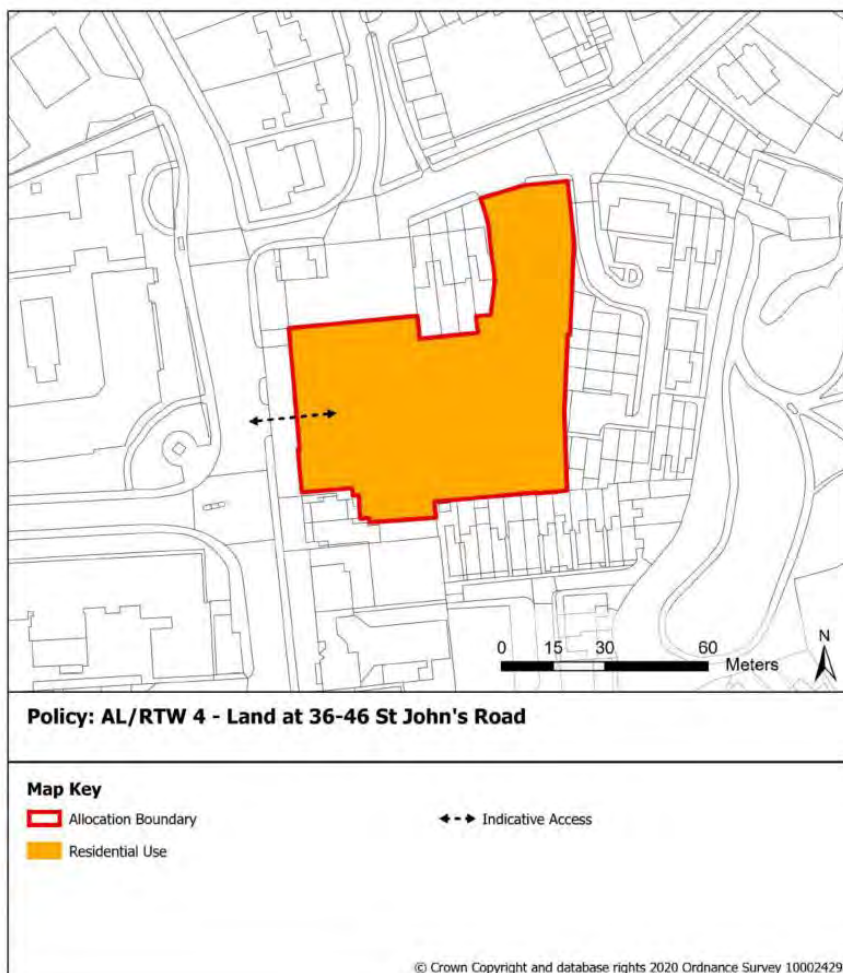 0 15 30 60
Meters
N
Policy: AL/RTW 4 - Land at 36-46 St John's Road
Map Key
Allocation Boundary
Indicative Access
Residential Use
© Crown Copyright and database rights 2020 Ordnance Survey 10002429